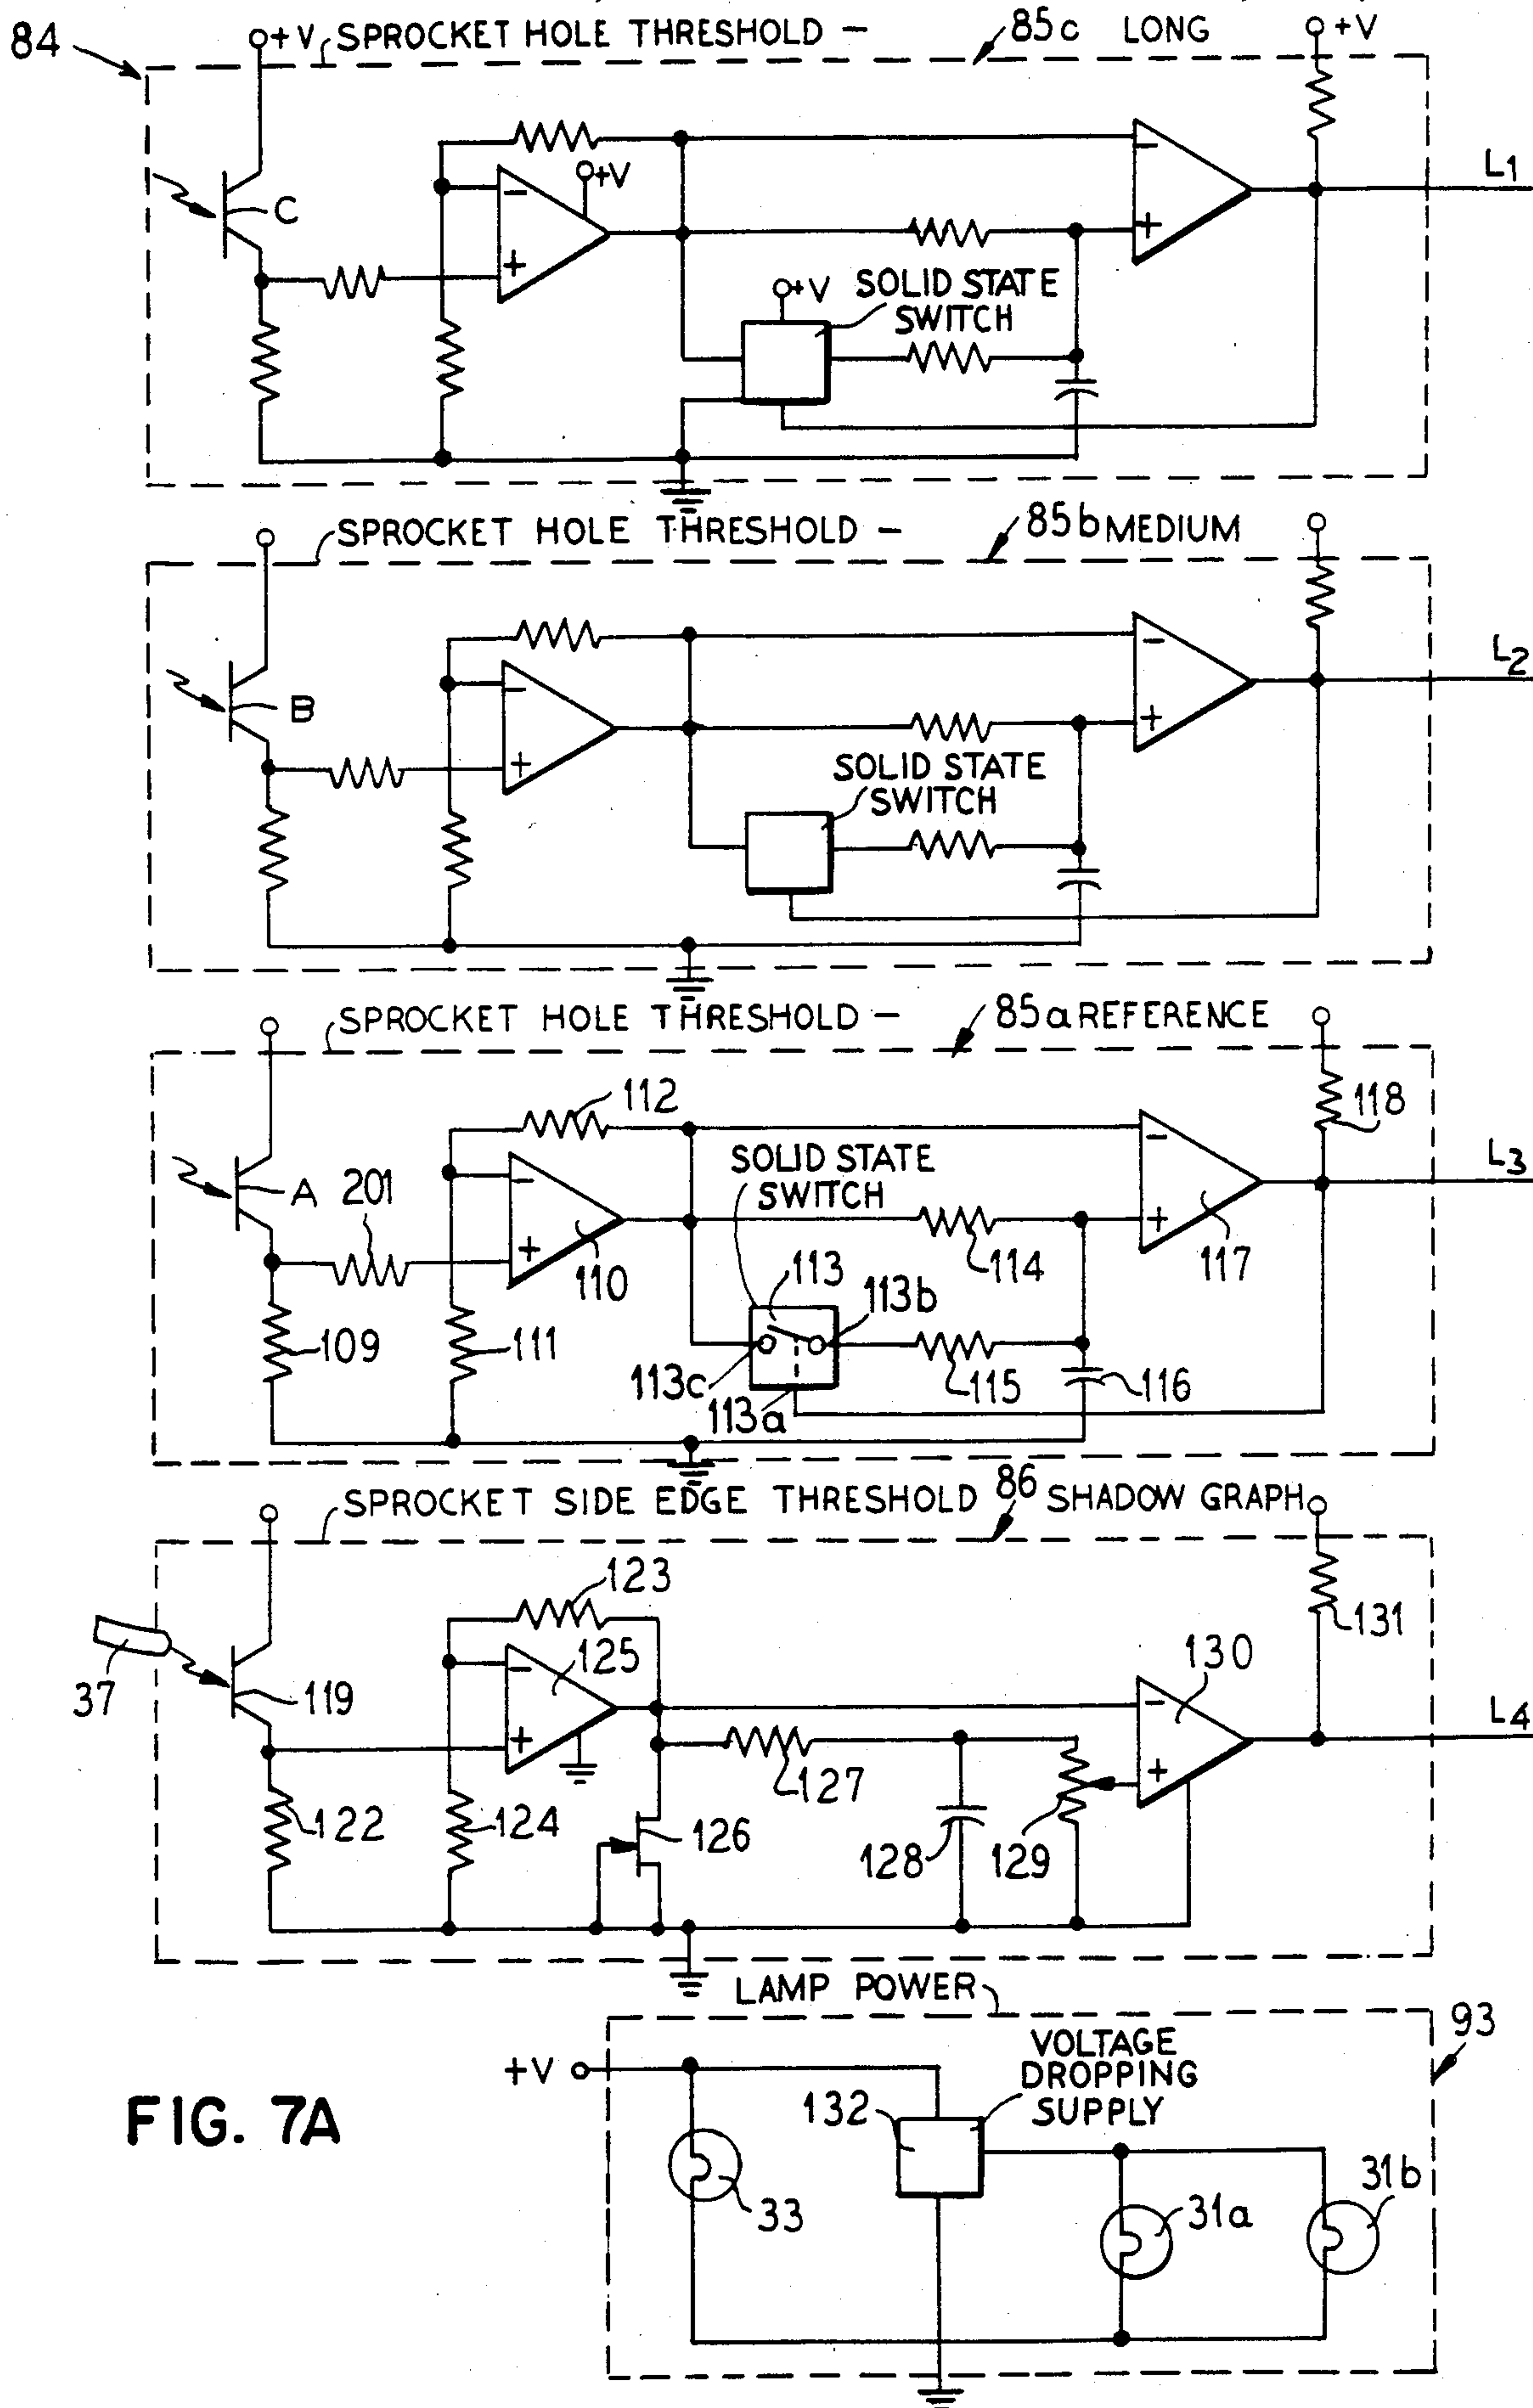 84
+V SPROCKET HOLE THRESHOLD - 85c LONG +V
C
-
+
+V
-
+
L1
+V
SOLID STATE
SWITCH
SPROCKET HOLE THRESHOLD - 85b MEDIUM
B
-
+
-
+
L2
SOLID STATE
SWITCH
SPROCKET HOLE THRESHOLD - 85a REFERENCE
112
118
A
201
-
+
110
SOLID STATE
SWITCH
-
+
117
L3
114
109
111
113
113b
113c
113a
115
116
SPROCKET SIDE EDGE THRESHOLD 86 SHADOW GRAPH
123
131
37
119
-
+
125
-
+
130
L4
127
122
124
126
128
129
LAMP POWER
93
+V
VOLTAGE
DROPPING
SUPPLY
132
33
31a
31b
FIG. 7A